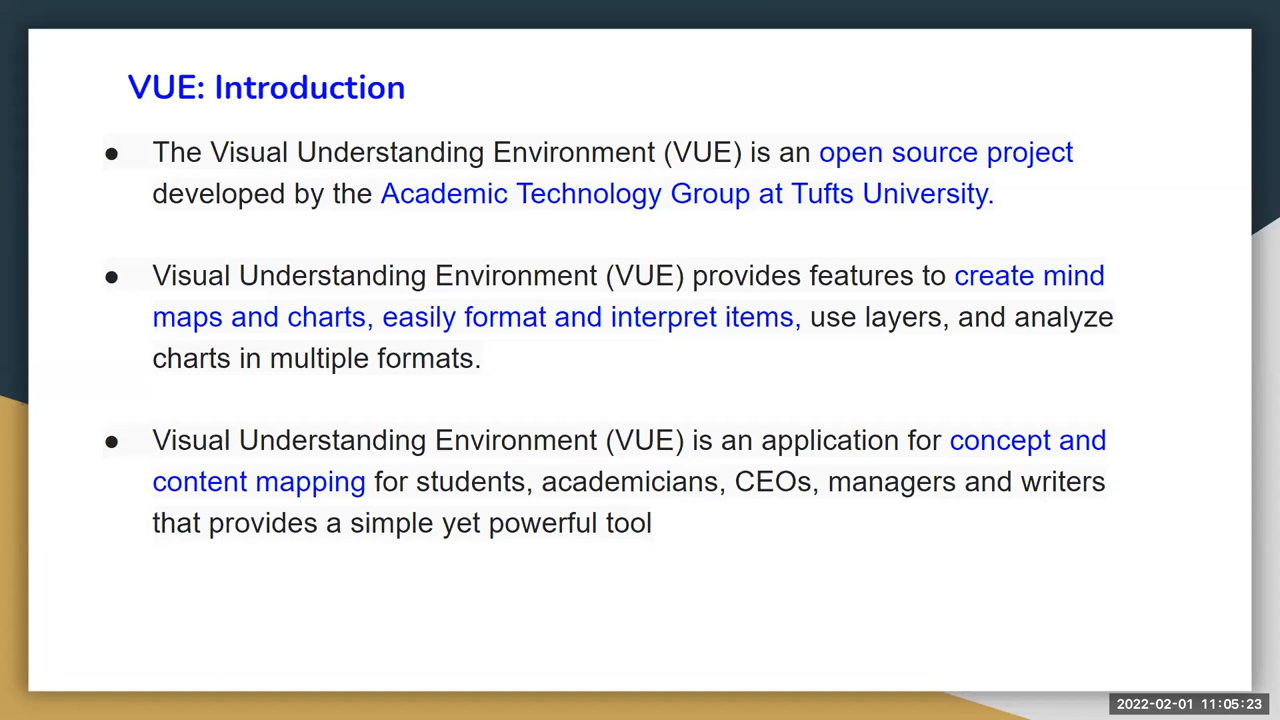 VUE: Introduction
● The Visual Understanding Environment (VUE) is an open source project
developed by the Academic Technology Group at Tufts University.
● Visual Understanding Environment (VUE) provides features to create mind
maps and charts, easily format and interpret items, use layers, and analyze
charts in multiple formats.
● Visual Understanding Environment (VUE) is an application for concept and
content mapping for students, academicians, CEOs, managers and writers
that provides a simple yet powerful tool
2022-02-01 11:05:23